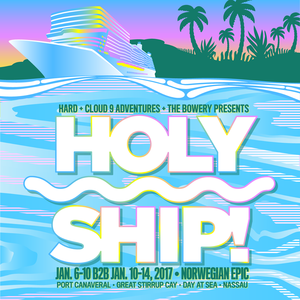 HARD + CLOUD 9 ADVENTURES + THE BOWERY PRESENTS
HOLY
SHIP!
JAN. 6-10 B2B JAN. 10-14, 2017 • NORWEGIAN EPIC
PORT CANAVERAL - GREAT STIRRUP CAY - DAY AT SEA - NASSAU